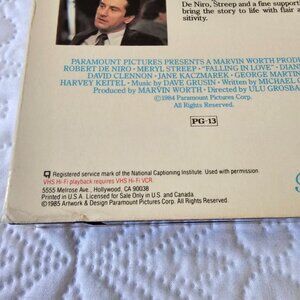 De Niro, Streep and a fine support
bring the story to life with flair a
sitivity.
PARAMOUNT PICTURES PRESENTS A MARVIN WORTH PRODU
ROBERT DE NIRO · MERYL STREEP · "FALLING IN LOVE" · DIAN
DAVID CLENNON · JANE KACZMAREK · GEORGE MARTIN
HARVEY KEITEL · Music by DAVE GRUSIN · Written by MICHAEL C
Produced by MARVIN WORTH · Directed by ULU GROSBA
©1984 Paramount Pictures Corp.
All Rights Reserved.
PG-13
Registered service mark of the National Captioning Institute. Used with permission.
VHS Hi-Fi playback requires VHS Hi-Fi VCR.
5555 Melrose Ave., Hollywood, CA 90038
Printed in U.S.A. Licensed for Sale Only in U.S. and Canada.
©1985 Artwork & Design Paramount Pictures Corp. All Rights Reserved.